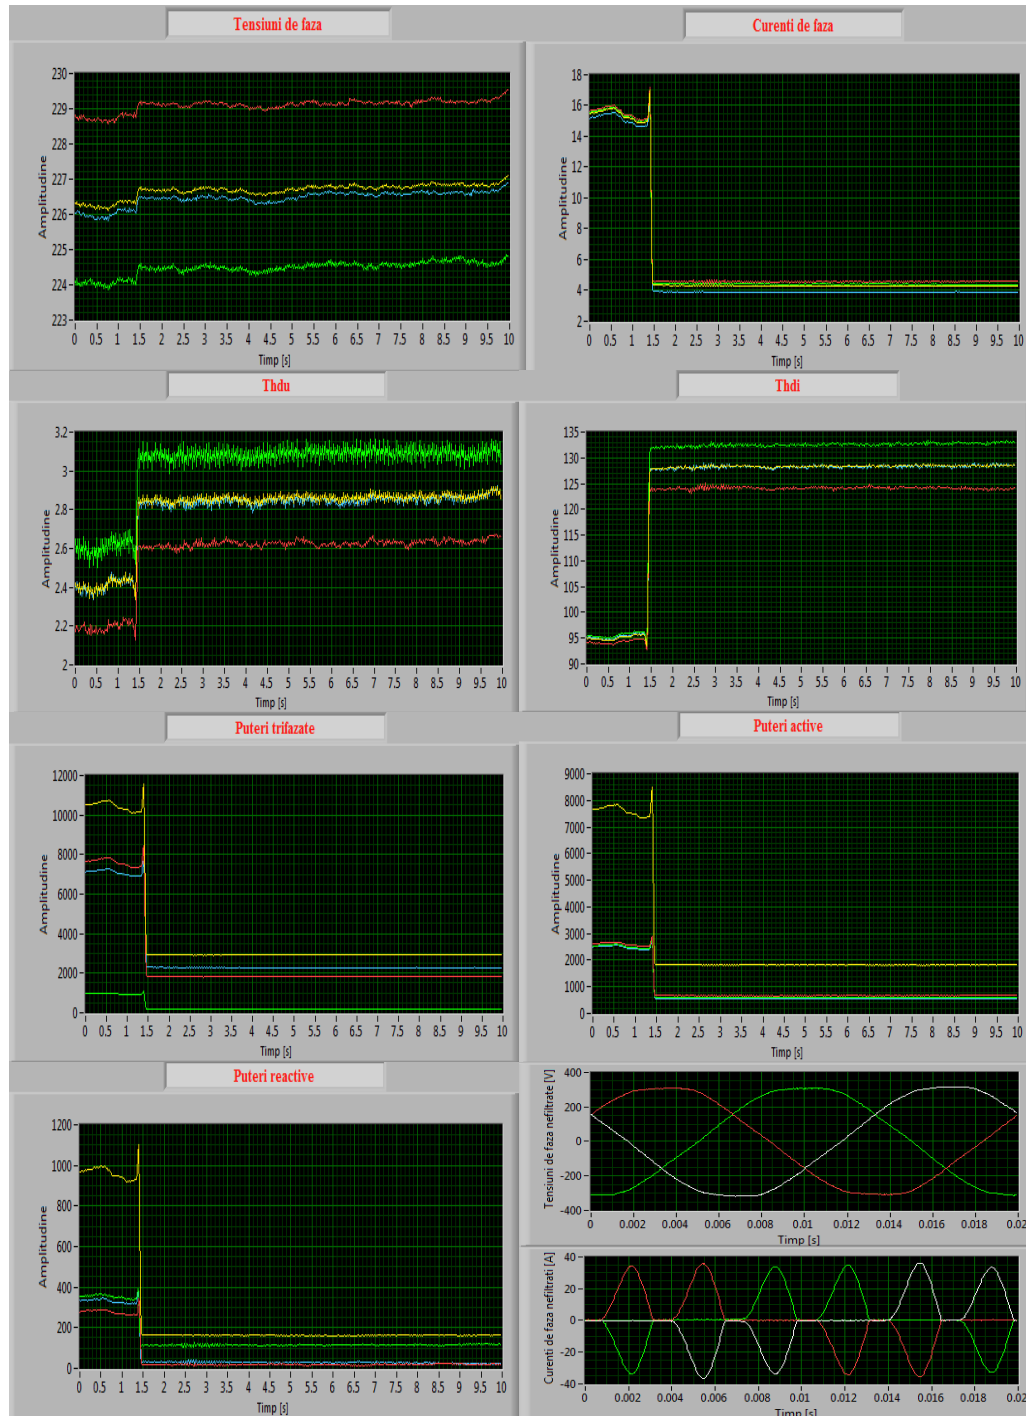 Tensiuni de faza
Curenti de faza
Amplitudine
230
229
228
227
226
225
224
223
0 0.5 1 1.5 2 2.5 3 3.5 4 4.5 5 5.5 6 6.5 7 7.5 8 8.5 9 9.5 10
Timp [s]
Amplitudine
18
16
14
12
10
8
6
4
2
0 0.5 1 1.5 2 2.5 3 3.5 4 4.5 5 5.5 6 6.5 7 7.5 8 8.5 9 9.5 10
Timp [s]
Thdu
Thdi
Amplitudine
3.2
3
2.8
2.6
2.4
2.2
2
0 0.5 1 1.5 2 2.5 3 3.5 4 4.5 5 5.5 6 6.5 7 7.5 8 8.5 9 9.5 10
Timp [s]
Amplitudine
135
130
125
120
115
110
105
100
95
90
0 0.5 1 1.5 2 2.5 3 3.5 4 4.5 5 5.5 6 6.5 7 7.5 8 8.5 9 9.5 10
Timp [s]
Puteri trifazate
Puteri active
Amplitudine
12000
10000
8000
6000
4000
2000
0
0 0.5 1 1.5 2 2.5 3 3.5 4 4.5 5 5.5 6 6.5 7 7.5 8 8.5 9 9.5 10
Timp [s]
Amplitudine
9000
8000
7000
6000
5000
4000
3000
2000
1000
0
0 0.5 1 1.5 2 2.5 3 3.5 4 4.5 5 5.5 6 6.5 7 7.5 8 8.5 9 9.5 10
Timp [s]
Puteri reactive
Amplitudine
1200
1000
800
600
400
200
0
0 0.5 1 1.5 2 2.5 3 3.5 4 4.5 5 5.5 6 6.5 7 7.5 8 8.5 9 9.5 10
Timp [s]
Tensiuni de faza nefiltrate [V]
400
200
0
-200
-400
0 0.002 0.004 0.006 0.008 0.01 0.012 0.014 0.016 0.018 0.02
Timp [s]
Curenti de faza nefiltrati [A]
40
20
0
-20
-40
0.00 0.002 0.004 0.006 0.008 0.01 0.012 0.014 0.016 0.018 0.02
Timp [s]